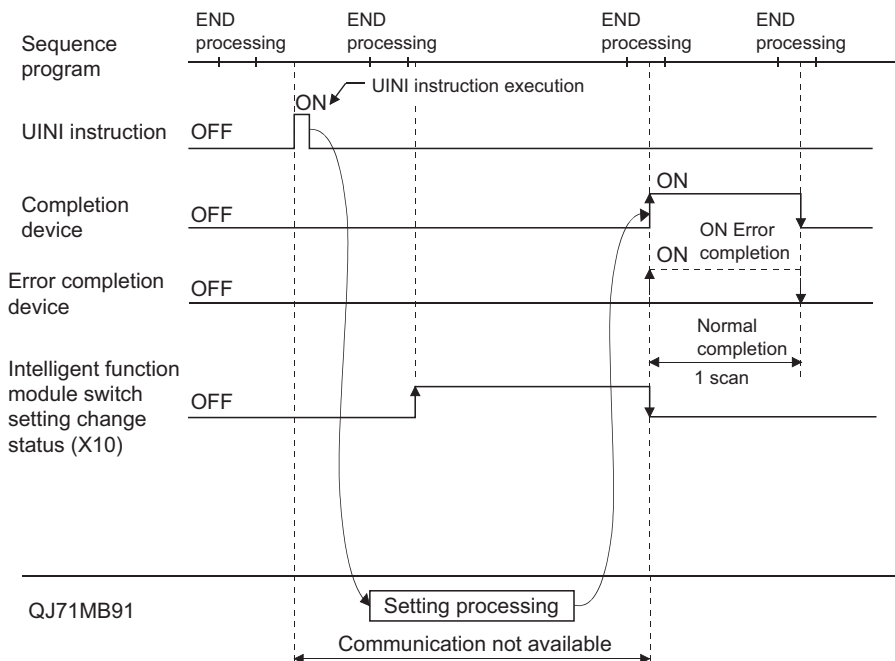 END
processing
END
processing
END
processing
END
processing
Sequence
program
UINI instruction execution
ON
UINI instruction
OFF
Completion
device
OFF
ON
ON Error
completion
ON
Error completion
device
OFF
Normal
completion
1 scan
Intelligent function
module switch
setting change
status (X10)
OFF
QJ71MB91
Setting processing
Communication not available